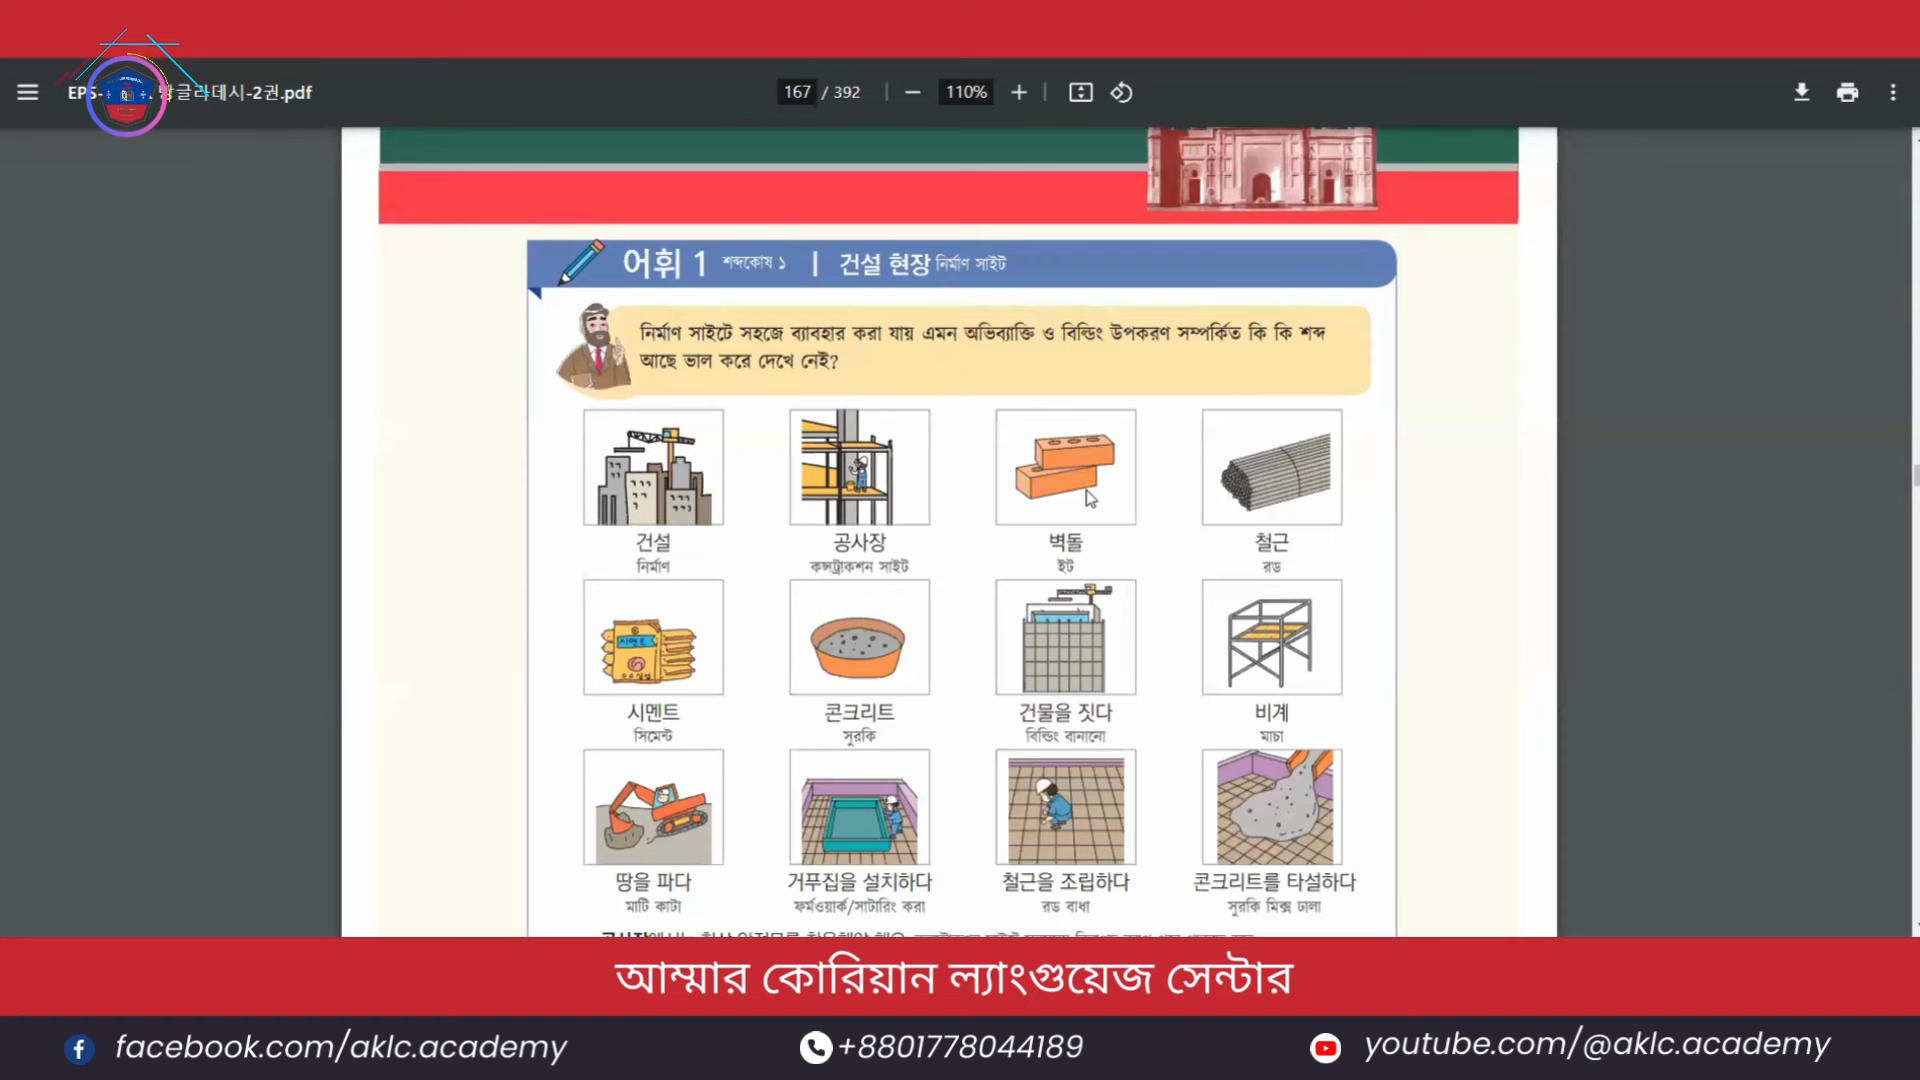 방글라데시-2권.pdf
167 / 392
110%
어휘 1 শব্দকোষ ১ | 건설 현장 নির্মাণ সাইট
নির্মাণ সাইটে সহজে ব্যাবহার করা যায় এমন অভিব্যাক্তি ও বিল্ডিং উপকরণ সম্পর্কিত কি কি শব্দ
আছে ভাল করে দেখে নেই?
건설 공사장 벽돌 철근
নির্মাণ কন্সট্রাকশন সাইট ইট রড
시멘트 콘크리트 건물을 짓다 비계
সিমেন্ট সুরকি বিল্ডিং বানানো মাচা
땅을 파다 거푸집을 설치하다 철근을 조립하다 콘크리트를 타설하다
মাটি কাটা ফর্মওয়ার্ক/সাটারিং করা রড বাধা সুরকি মিক্স ঢালা
আম্মার কোরিয়ান ল্যাংগুয়েজ সেন্টার
facebook.com/aklc.academy +8801778044189 youtube.com/@aklc.academy